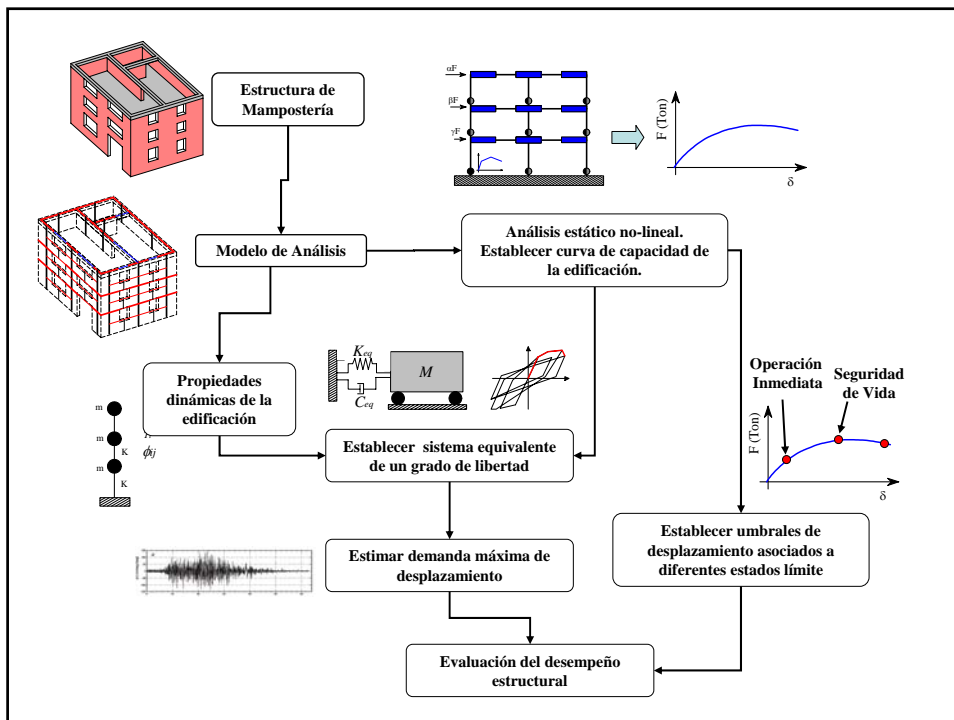 Estructura de
Mampostería
αF
βF
γF
F (Ton)
δ
Modelo de Análisis
Análisis estático no-lineal.
Establecer curva de capacidad de
la edificación.
Propiedades
dinámicas de la
edificación
Keq
Ceq
M
Operación
Inmediata
Seguridad
de Vida
F (Ton)
δ
m
m
K
ϕij
m
K
Establecer sistema equivalente
de un grado de libertad
Estimar demanda máxima de
desplazamiento
Establecer umbrales de
desplazamiento asociados a
diferentes estados límite
Evaluación del desempeño
estructural